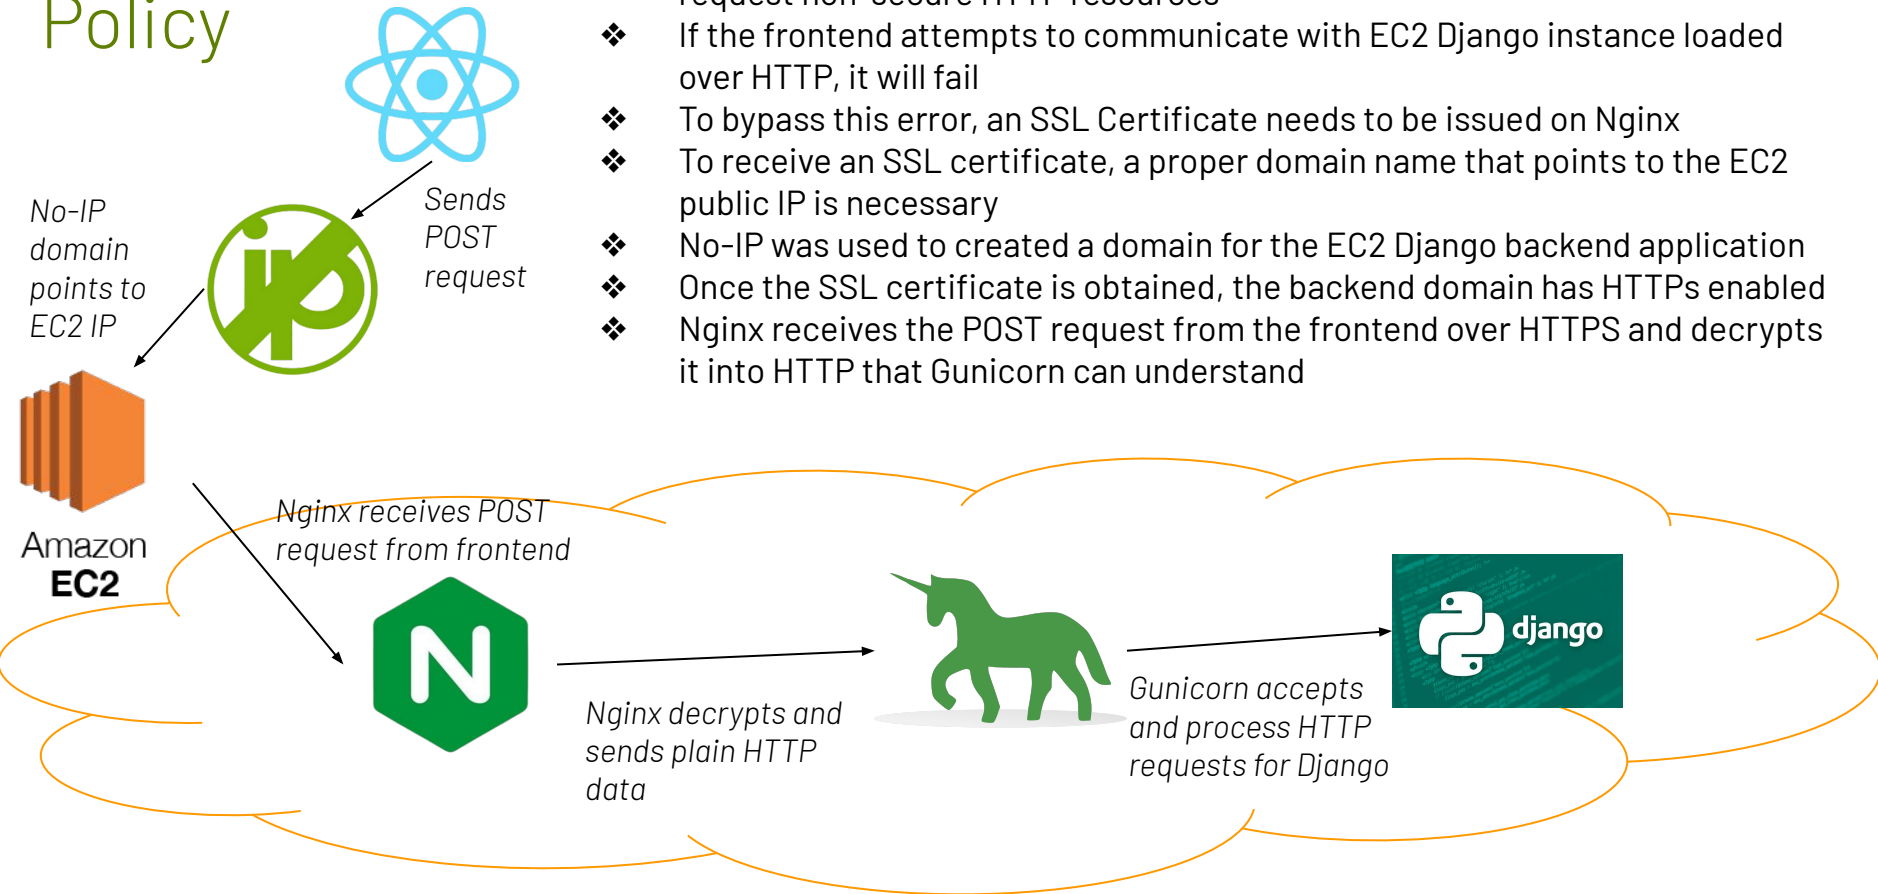 Policy
request non-secure HTTP resources
❖ If the frontend attempts to communicate with EC2 Django instance loaded
over HTTP, it will fail
❖ To bypass this error, an SSL Certificate needs to be issued on Nginx
❖ To receive an SSL certificate, a proper domain name that points to the EC2
public IP is necessary
❖ No-IP was used to created a domain for the EC2 Django backend application
❖ Once the SSL certificate is obtained, the backend domain has HTTPs enabled
❖ Nginx receives the POST request from the frontend over HTTPS and decrypts
it into HTTP that Gunicorn can understand
Sends
POST
request
No-IP
domain
points to
EC2 IP
ip
Amazon
EC2
Nginx receives POST
request from frontend
N
Nginx decrypts and
sends plain HTTP
data
Gunicorn accepts
and process HTTP
requests for Django
django